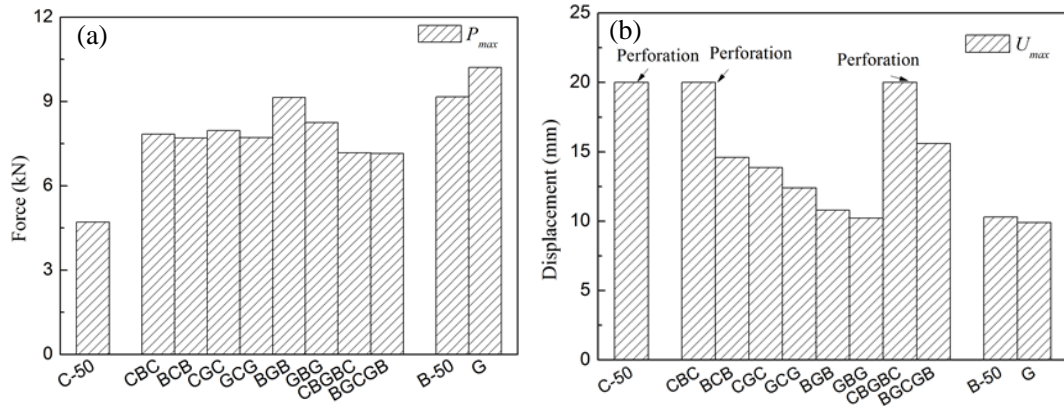 (a)
P max
Force (kN)
12
9
6
3
0
C-50
CBC
BCB
CGC
GCG
BGB
GBG
CBGBC
BGCGB
B-50
G
(b)
U max
Perforation
Perforation
Perforation
Displacement (mm)
25
20
15
10
5
0
C-50
CBC
BCB
CGC
GCG
BGB
GBG
CBGBC
BGCGB
B-50
G